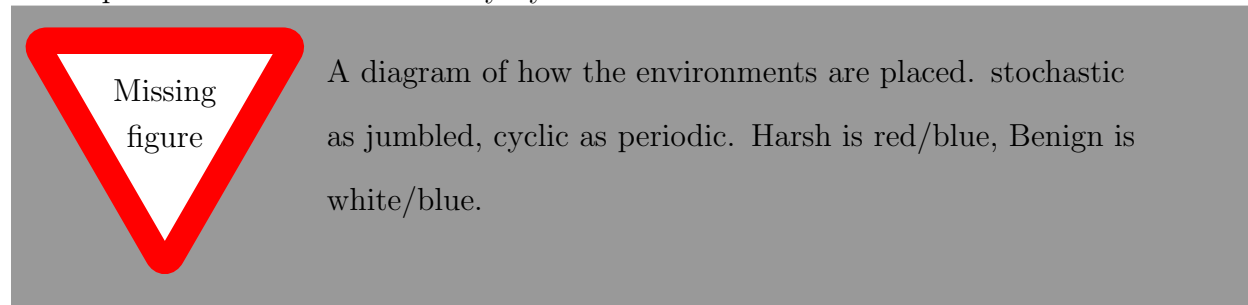 Missing
figure
A diagram of how the environments are placed. stochastic
as jumbled, cyclic as periodic. Harsh is red/blue, Benign is
white/blue.